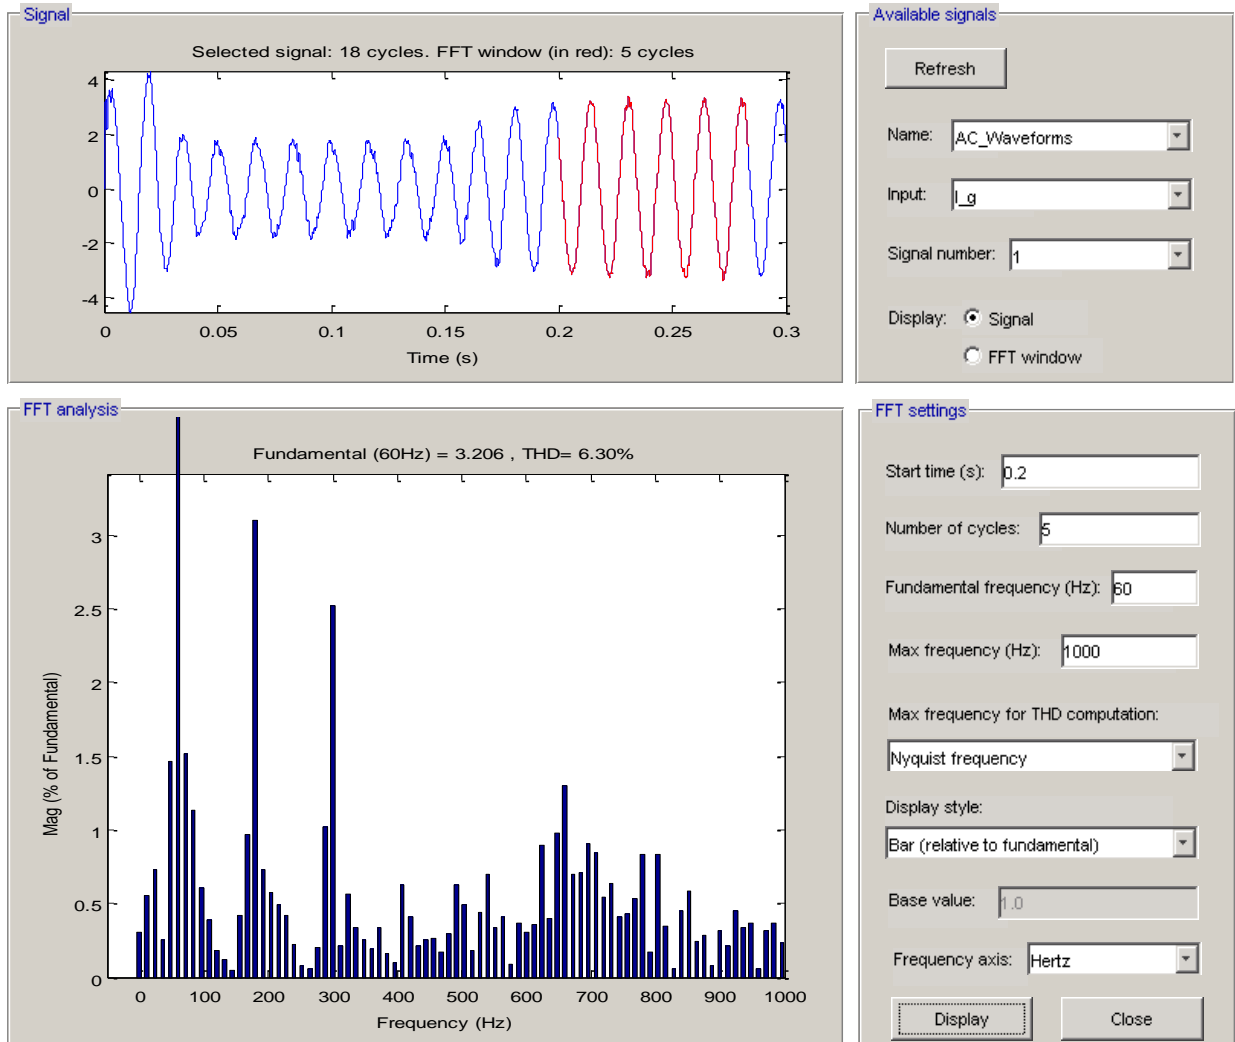 Signal
Selected signal: 18 cycles. FFT window (in red): 5 cycles
4
2
0
-2
-4
0 0.05 0.1 0.15 0.2 0.25 0.3
Time (s)
Available signals
Refresh
Name: AC_Waveforms
Input: I_g
Signal number: 1
Display: Signal
FFT window
FFT analysis
Fundamental (60Hz) = 3.206 , THD= 6.30%
Mag (% of Fundamental)
3
2.5
2
1.5
1
0.5
0
0 100 200 300 400 500 600 700 800 900 1000
Frequency (Hz)
FFT settings
Start time (s): 0.2
Number of cycles: 5
Fundamental frequency (Hz): 60
Max frequency (Hz): 1000
Max frequency for THD computation:
Nyquist frequency
Display style:
Bar (relative to fundamental)
Base value: 1.0
Frequency axis: Hertz
Display Close